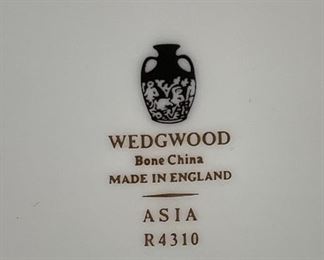 WEDGWOOD
Bone China
MADE IN ENGLAND
ASIA
R4310